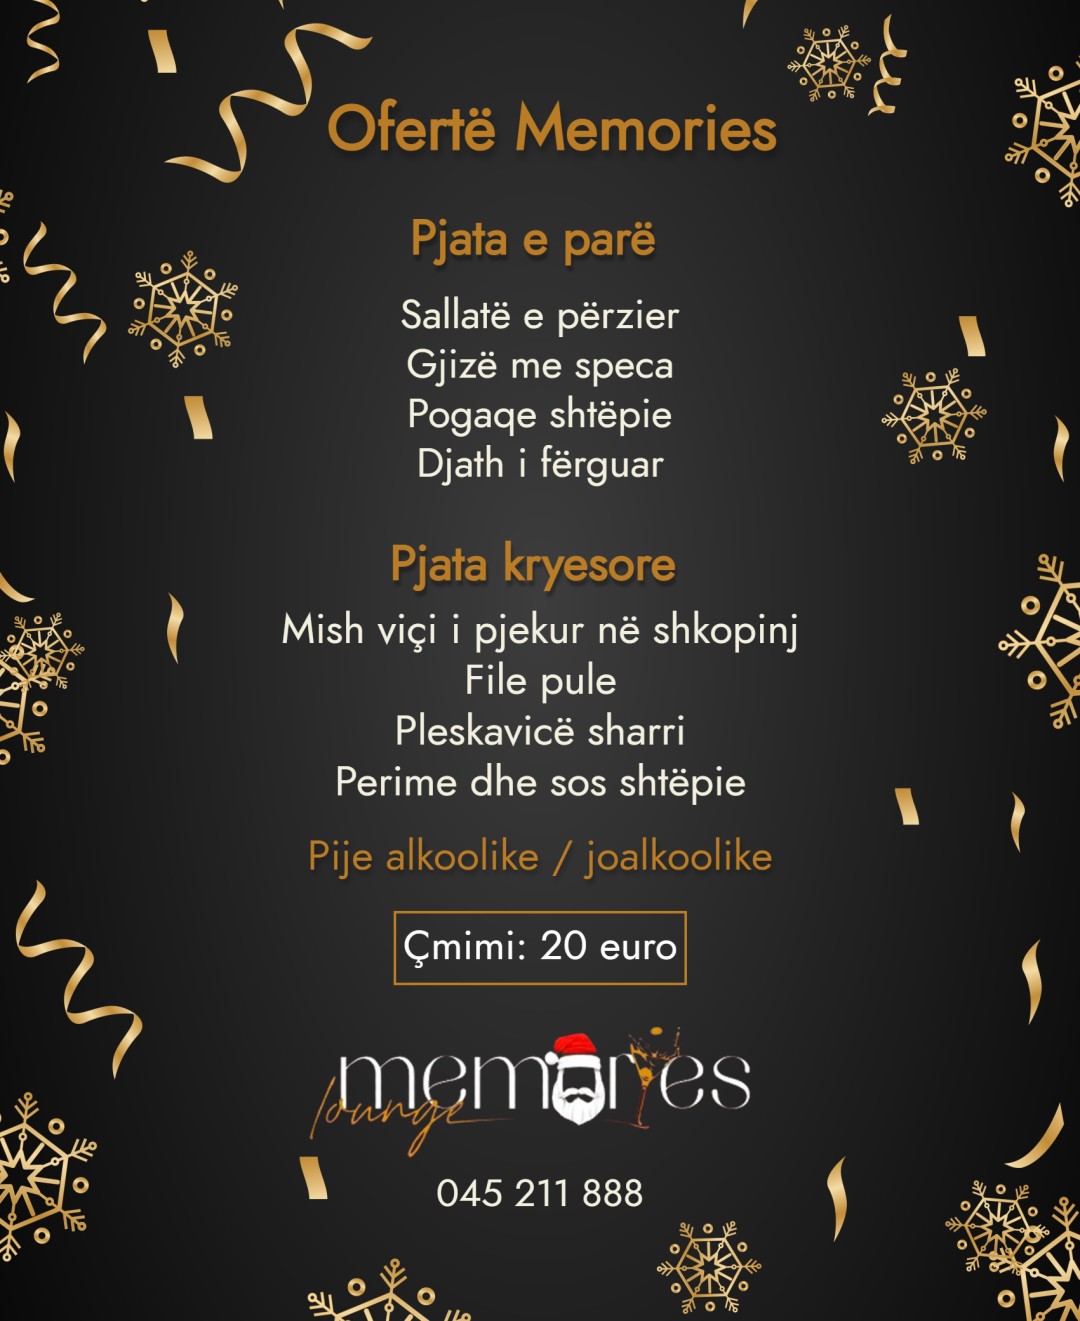 Ofertë Memories
Pjata e parë
Sallatë e përzier
Gjizë me speca
Pogaqe shtëpie
Djath i fërguar
Pjata kryesore
Mish viçi i pjekur në shkopinj
File pule
Pleskavicë sharri
Perime dhe sos shtëpie
Pije alkoolike / joalkoolike
Çmimi: 20 euro
memories
lounge
045 211 888